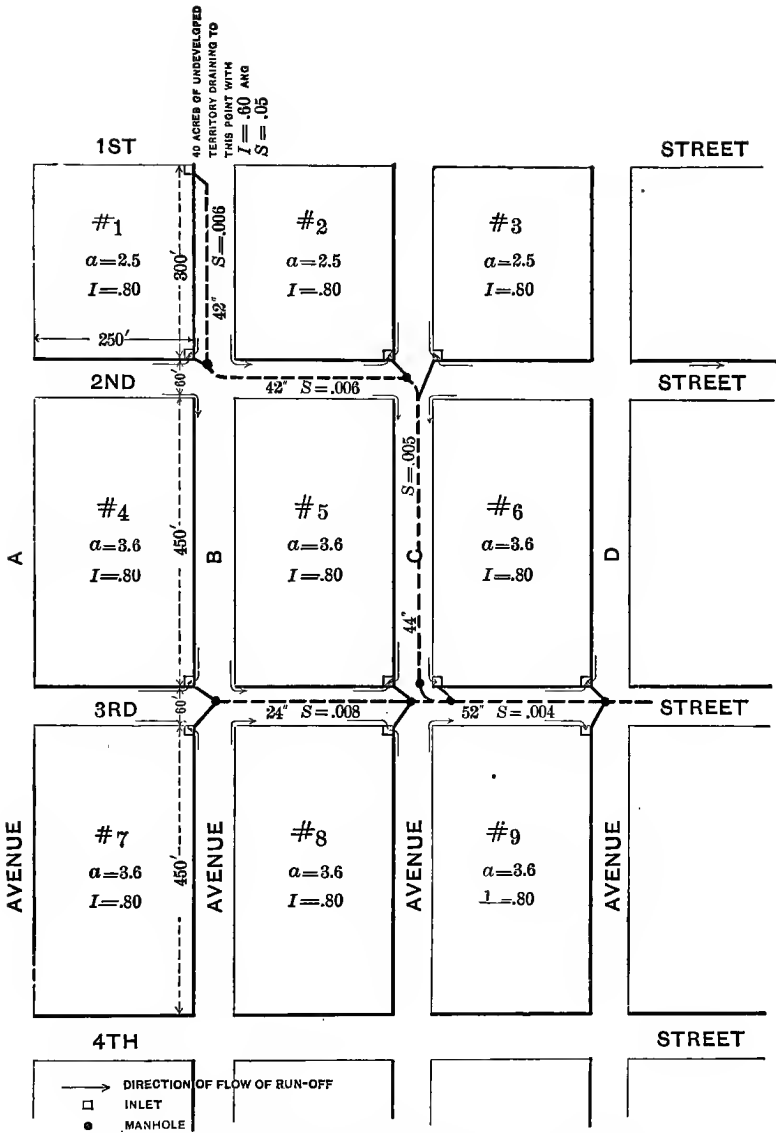 40 ACRES OF UNDEVELOPED
TERRITORY DRAINING TO
THIS POINT WITH
I = .60 AND
S = .05
1ST
STREET
#1
a=2.5
I=.80
300'
250'
S=.006
42"
#2
a=2.5
I=.80
#3
a=2.5
I=.80
60'
2ND
42" S=.006
STREET
A
#4
a=3.6
I=.80
450'
B
#5
a=3.6
I=.80
S=.005
C
44"
#6
a=3.6
I=.80
D
60'
3RD
24" S=.008
52" S=.004
STREET
AVENUE
#7
a=3.6
I=.80
450'
AVENUE
#8
a=3.6
I=.80
AVENUE
#9
a=3.6
I=.80
AVENUE
4TH
STREET
DIRECTION OF FLOW OF RUN-OFF
INLET
MANHOLE